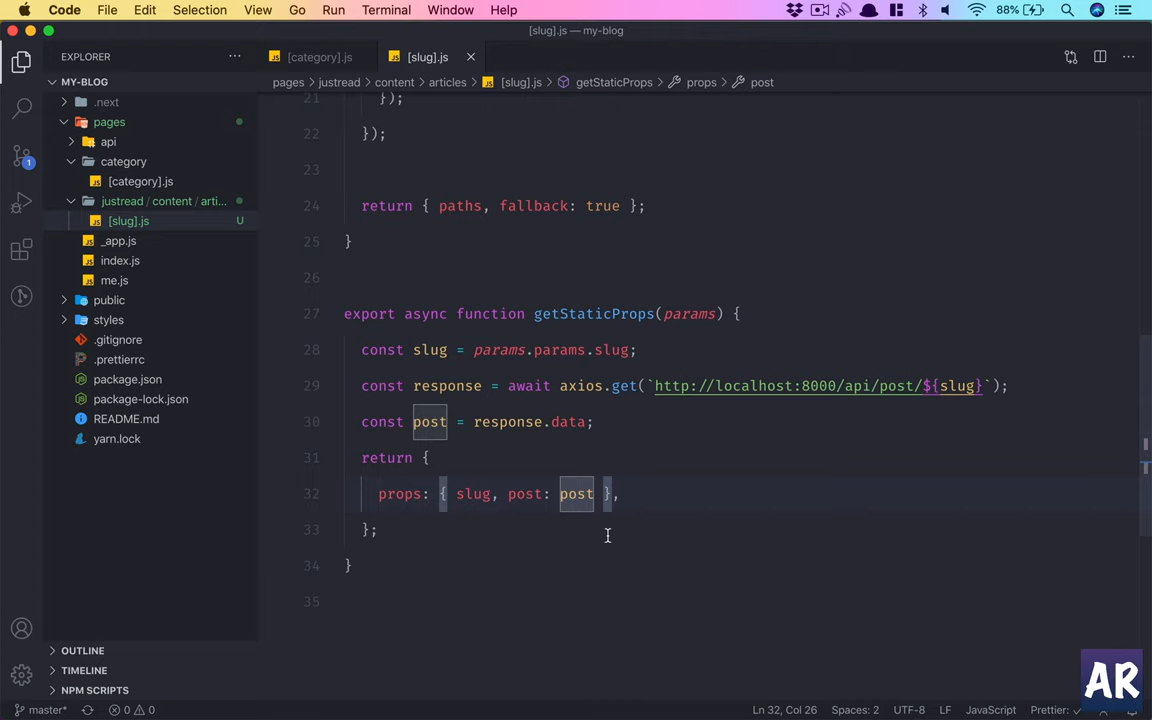 Code File Edit Selection View Go Run Terminal Window Help 88%
[slug].js — my-blog
EXPLORER
[category].js
[slug].js
MY-BLOG
pages justread content articles [slug].js getStaticProps props post
.next
pages
api
category
[category].js
justread / content / arti...
[slug].js U
_app.js
index.js
me.js
public
styles
.gitignore
.prettierrc
package.json
package-lock.json
README.md
yarn.lock
1
21 });
22 });
23
24 return { paths, fallback: true };
25 }
26
27 export async function getStaticProps(params) {
28 const slug = params.params.slug;
29 const response = await axios.get(`http://localhost:8000/api/post/${slug}`);
30 const post = response.data;
31 return {
32 props: { slug, post: post },
33 };
34 }
35
OUTLINE
TIMELINE
NPM SCRIPTS
AR
master* 0 0 Ln 32, Col 26 Spaces: 2 UTF-8 LF JavaScript Prettier: ✓